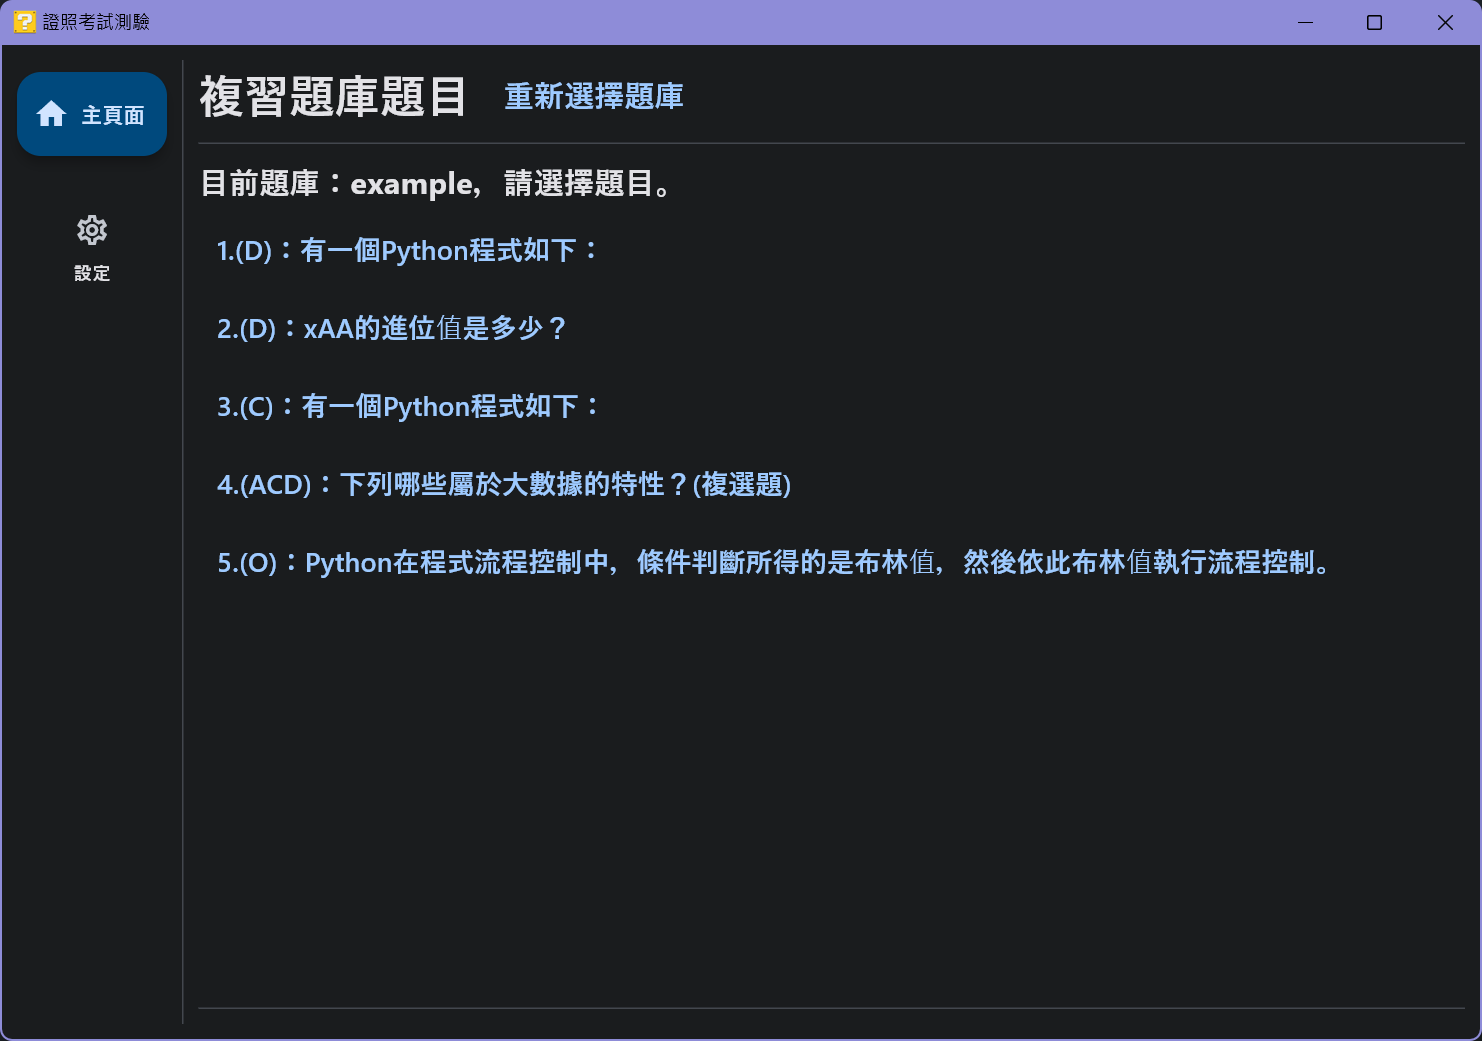 證照考試測驗
主頁面
設定
複習題庫題目 重新選擇題庫
目前題庫：example，請選擇題目。
1.(D)：有一個Python程式如下：
2.(D)：xAA的進位值是多少？
3.(C)：有一個Python程式如下：
4.(ACD)：下列哪些屬於大數據的特性？(複選題)
5.(O)：Python在程式流程控制中，條件判斷所得的是布林值，然後依此布林值執行流程控制。